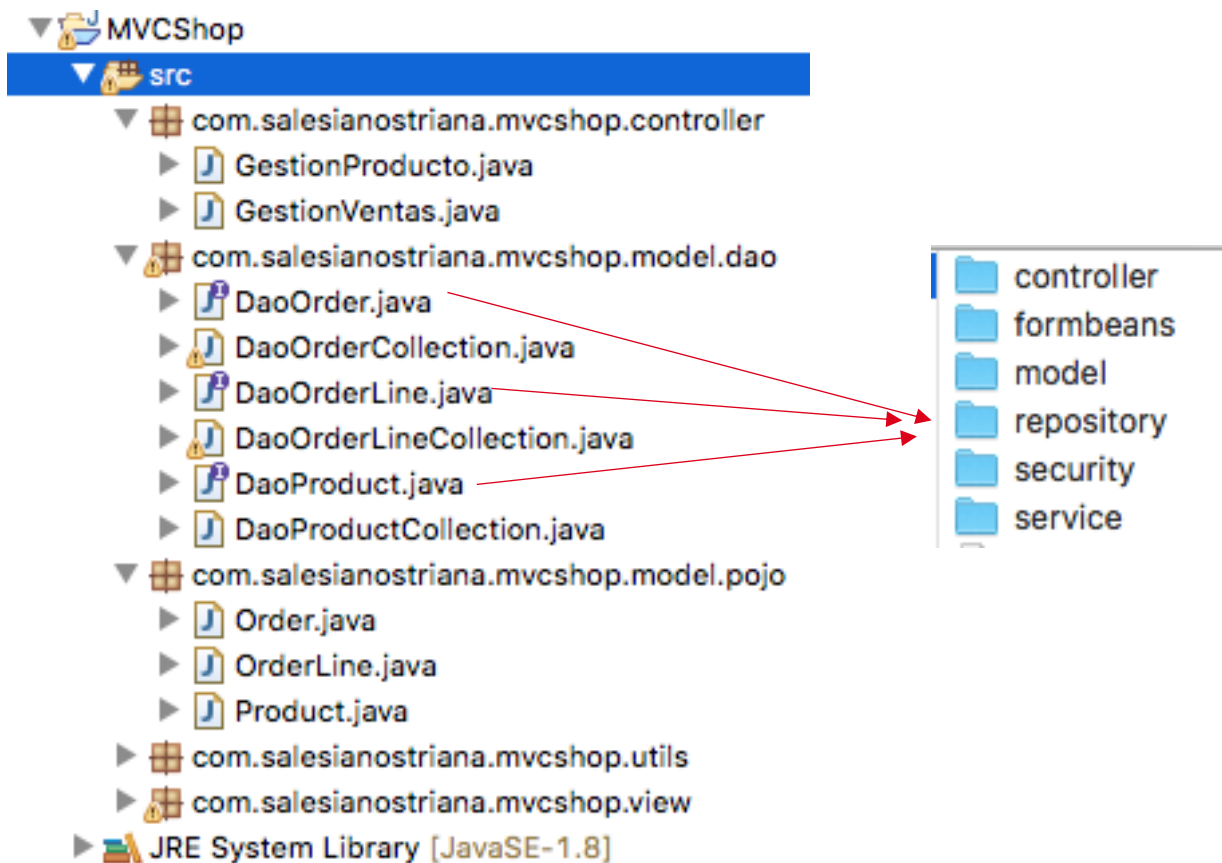 MVCShop
src
com.salesianostriana.mvcshop.controller
GestionProducto.java
GestionVentas.java
com.salesianostriana.mvcshop.model.dao
DaoOrder.java
DaoOrderCollection.java
DaoOrderLine.java
DaoOrderLineCollection.java
DaoProduct.java
DaoProductCollection.java
com.salesianostriana.mvcshop.model.pojo
Order.java
OrderLine.java
Product.java
com.salesianostriana.mvcshop.utils
com.salesianostriana.mvcshop.view
JRE System Library [JavaSE-1.8]
controller
formbeans
model
repository
security
service